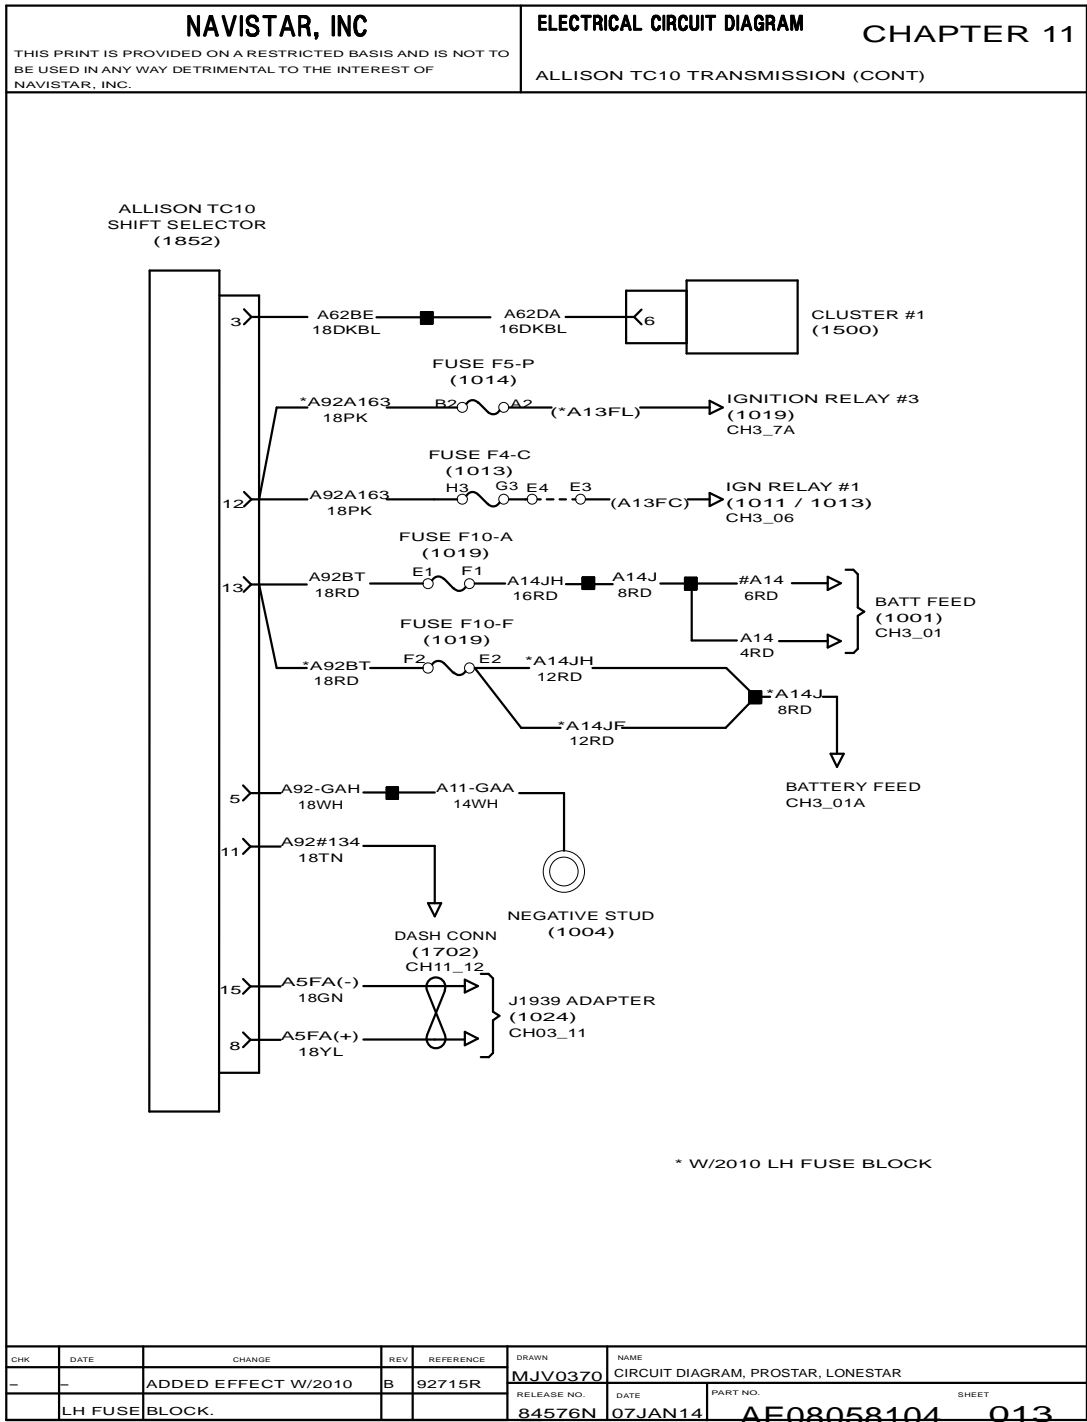 NAVISTAR, INC
THIS PRINT IS PROVIDED ON A RESTRICTED BASIS AND IS NOT TO
BE USED IN ANY WAY DETRIMENTAL TO THE INTEREST OF
NAVISTAR, INC.
ELECTRICAL CIRCUIT DIAGRAM
CHAPTER 11
ALLISON TC10 TRANSMISSION (CONT)
ALLISON TC10
SHIFT SELECTOR
(1852)
3
A62BE
18DKBL
A62DA
16DKBL
6
CLUSTER #1
(1500)
FUSE F5-P
(1014)
*A92A163
18PK
B2
A2
(*A13FL)
IGNITION RELAY #3
(1019)
CH3_7A
FUSE F4-C
(1013)
12
A92A163
18PK
H3
G3
E4
E3
(A13FC)
IGN RELAY #1
(1011 / 1013)
CH3_06
FUSE F10-A
(1019)
13
A92BT
18RD
E1
F1
A14JH
16RD
A14J
8RD
#A14
6RD
A14
4RD
BATT FEED
(1001)
CH3_01
FUSE F10-F
(1019)
*A92BT
18RD
F2
E2
*A14JH
12RD
*A14JF
12RD
*A14J
8RD
BATTERY FEED
CH3_01A
5
A92-GAH
18WH
A11-GAA
14WH
NEGATIVE STUD
(1004)
11
A92#134
18TN
DASH CONN
(1702)
CH11_12
15
A5FA(-)
18GN
8
A5FA(+)
18YL
J1939 ADAPTER
(1024)
CH03_11
* W/2010 LH FUSE BLOCK
CHK DATE CHANGE REV REFERENCE
- - ADDED EFFECT W/2010 B 92715R
LH FUSE BLOCK.
DRAWN
MJV0370
NAME
CIRCUIT DIAGRAM, PROSTAR, LONESTAR
RELEASE NO.
84576N
DATE
07JAN14
PART NO.
AF08058104
SHEET
013